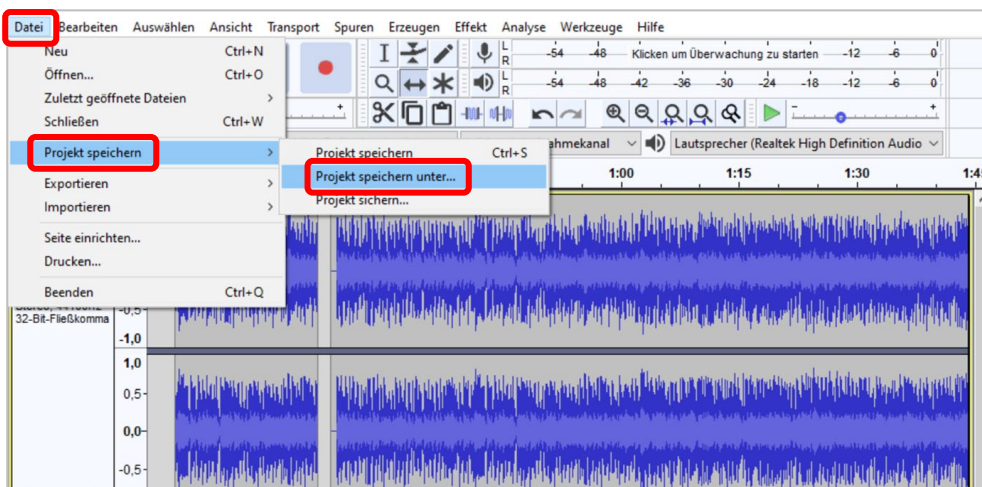 Datei Bearbeiten Auswählen Ansicht Transport Spuren Erzeugen Effekt Analyse Werkzeuge Hilfe
Neu Ctrl+N
Öffnen... Ctrl+O
Zuletzt geöffnete Dateien >
Schließen Ctrl+W
Projekt speichern >
Exportieren >
Importieren >
Seite einrichten...
Drucken...
Beenden Ctrl+Q
Projekt speichern Ctrl+S
Projekt speichern unter...
Projekt sichern...
L R -54 -48 Klicken um Überwachung zu starten -12 -6 0
L R -54 -48 -42 -36 -30 -24 -18 -12 -6 0
- +
ahmekanal Lautsprecher (Realtek High Definition Audio
1:00 1:15 1:30 1:4
32-Bit-Fließkomma
-0,5-
-1,0
1,0
0,5-
0,0-
-0,5-